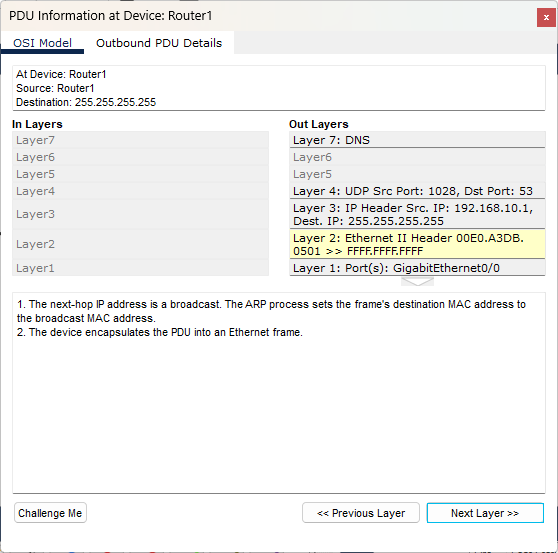 PDU Information at Device: Router1
x
OSI Model
Outbound PDU Details
At Device: Router1
Source: Router1
Destination: 255.255.255.255
In Layers
Layer7
Layer6
Layer5
Layer4
Layer3
Layer2
Layer1
Out Layers
Layer 7: DNS
Layer6
Layer5
Layer 4: UDP Src Port: 1028, Dst Port: 53
Layer 3: IP Header Src. IP: 192.168.10.1,
Dest. IP: 255.255.255.255
Layer 2: Ethernet II Header 00E0.A3DB.
0501 >> FFFF.FFFF.FFFF
Layer 1: Port(s): GigabitEthernet0/0
1. The next-hop IP address is a broadcast. The ARP process sets the frame's destination MAC address to
the broadcast MAC address.
2. The device encapsulates the PDU into an Ethernet frame.
Challenge Me
<< Previous Layer
Next Layer >>